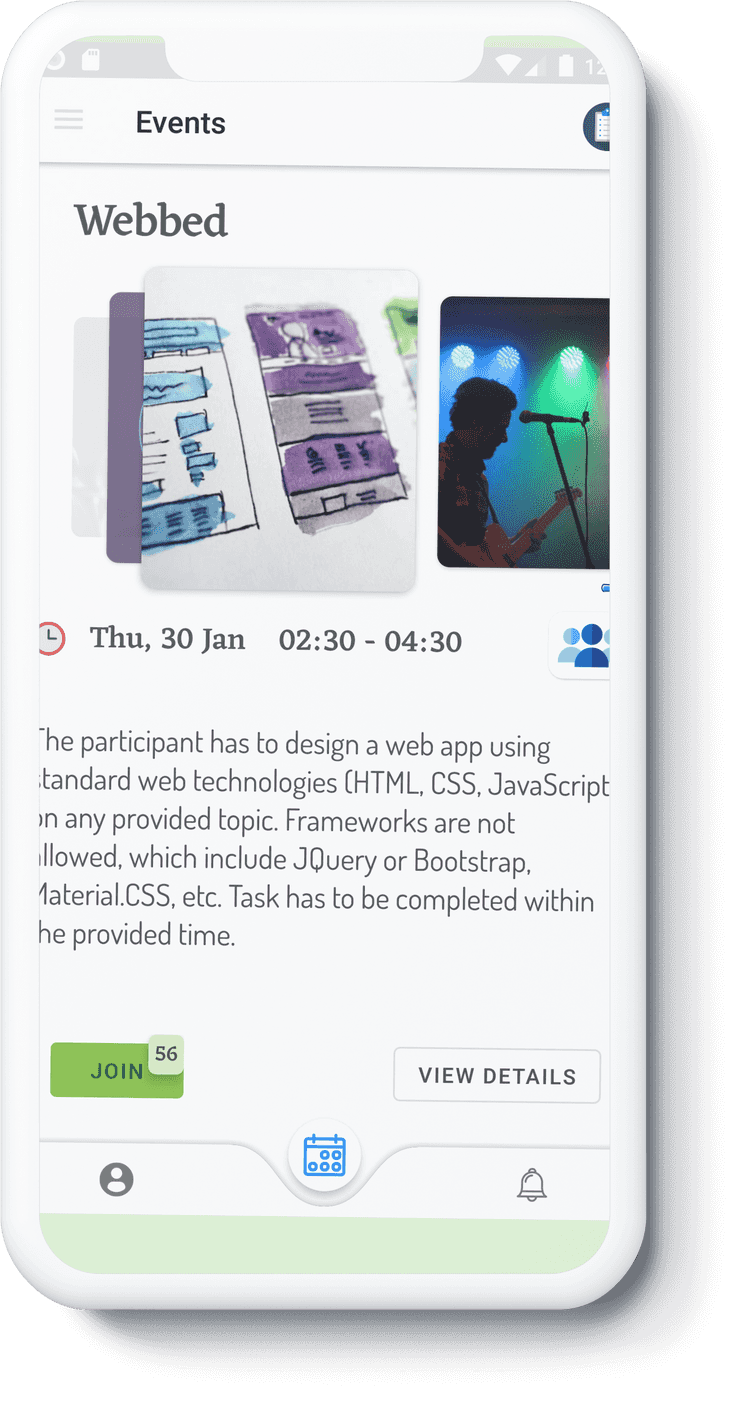 12
Events
Webbed
Thu, 30 Jan 02:30 - 04:30
The participant has to design a web app using
standard web technologies (HTML, CSS, JavaScript
on any provided topic. Frameworks are not
allowed, which include JQuery or Bootstrap,
Material.CSS, etc. Task has to be completed within
the provided time.
JOIN 56
VIEW DETAILS